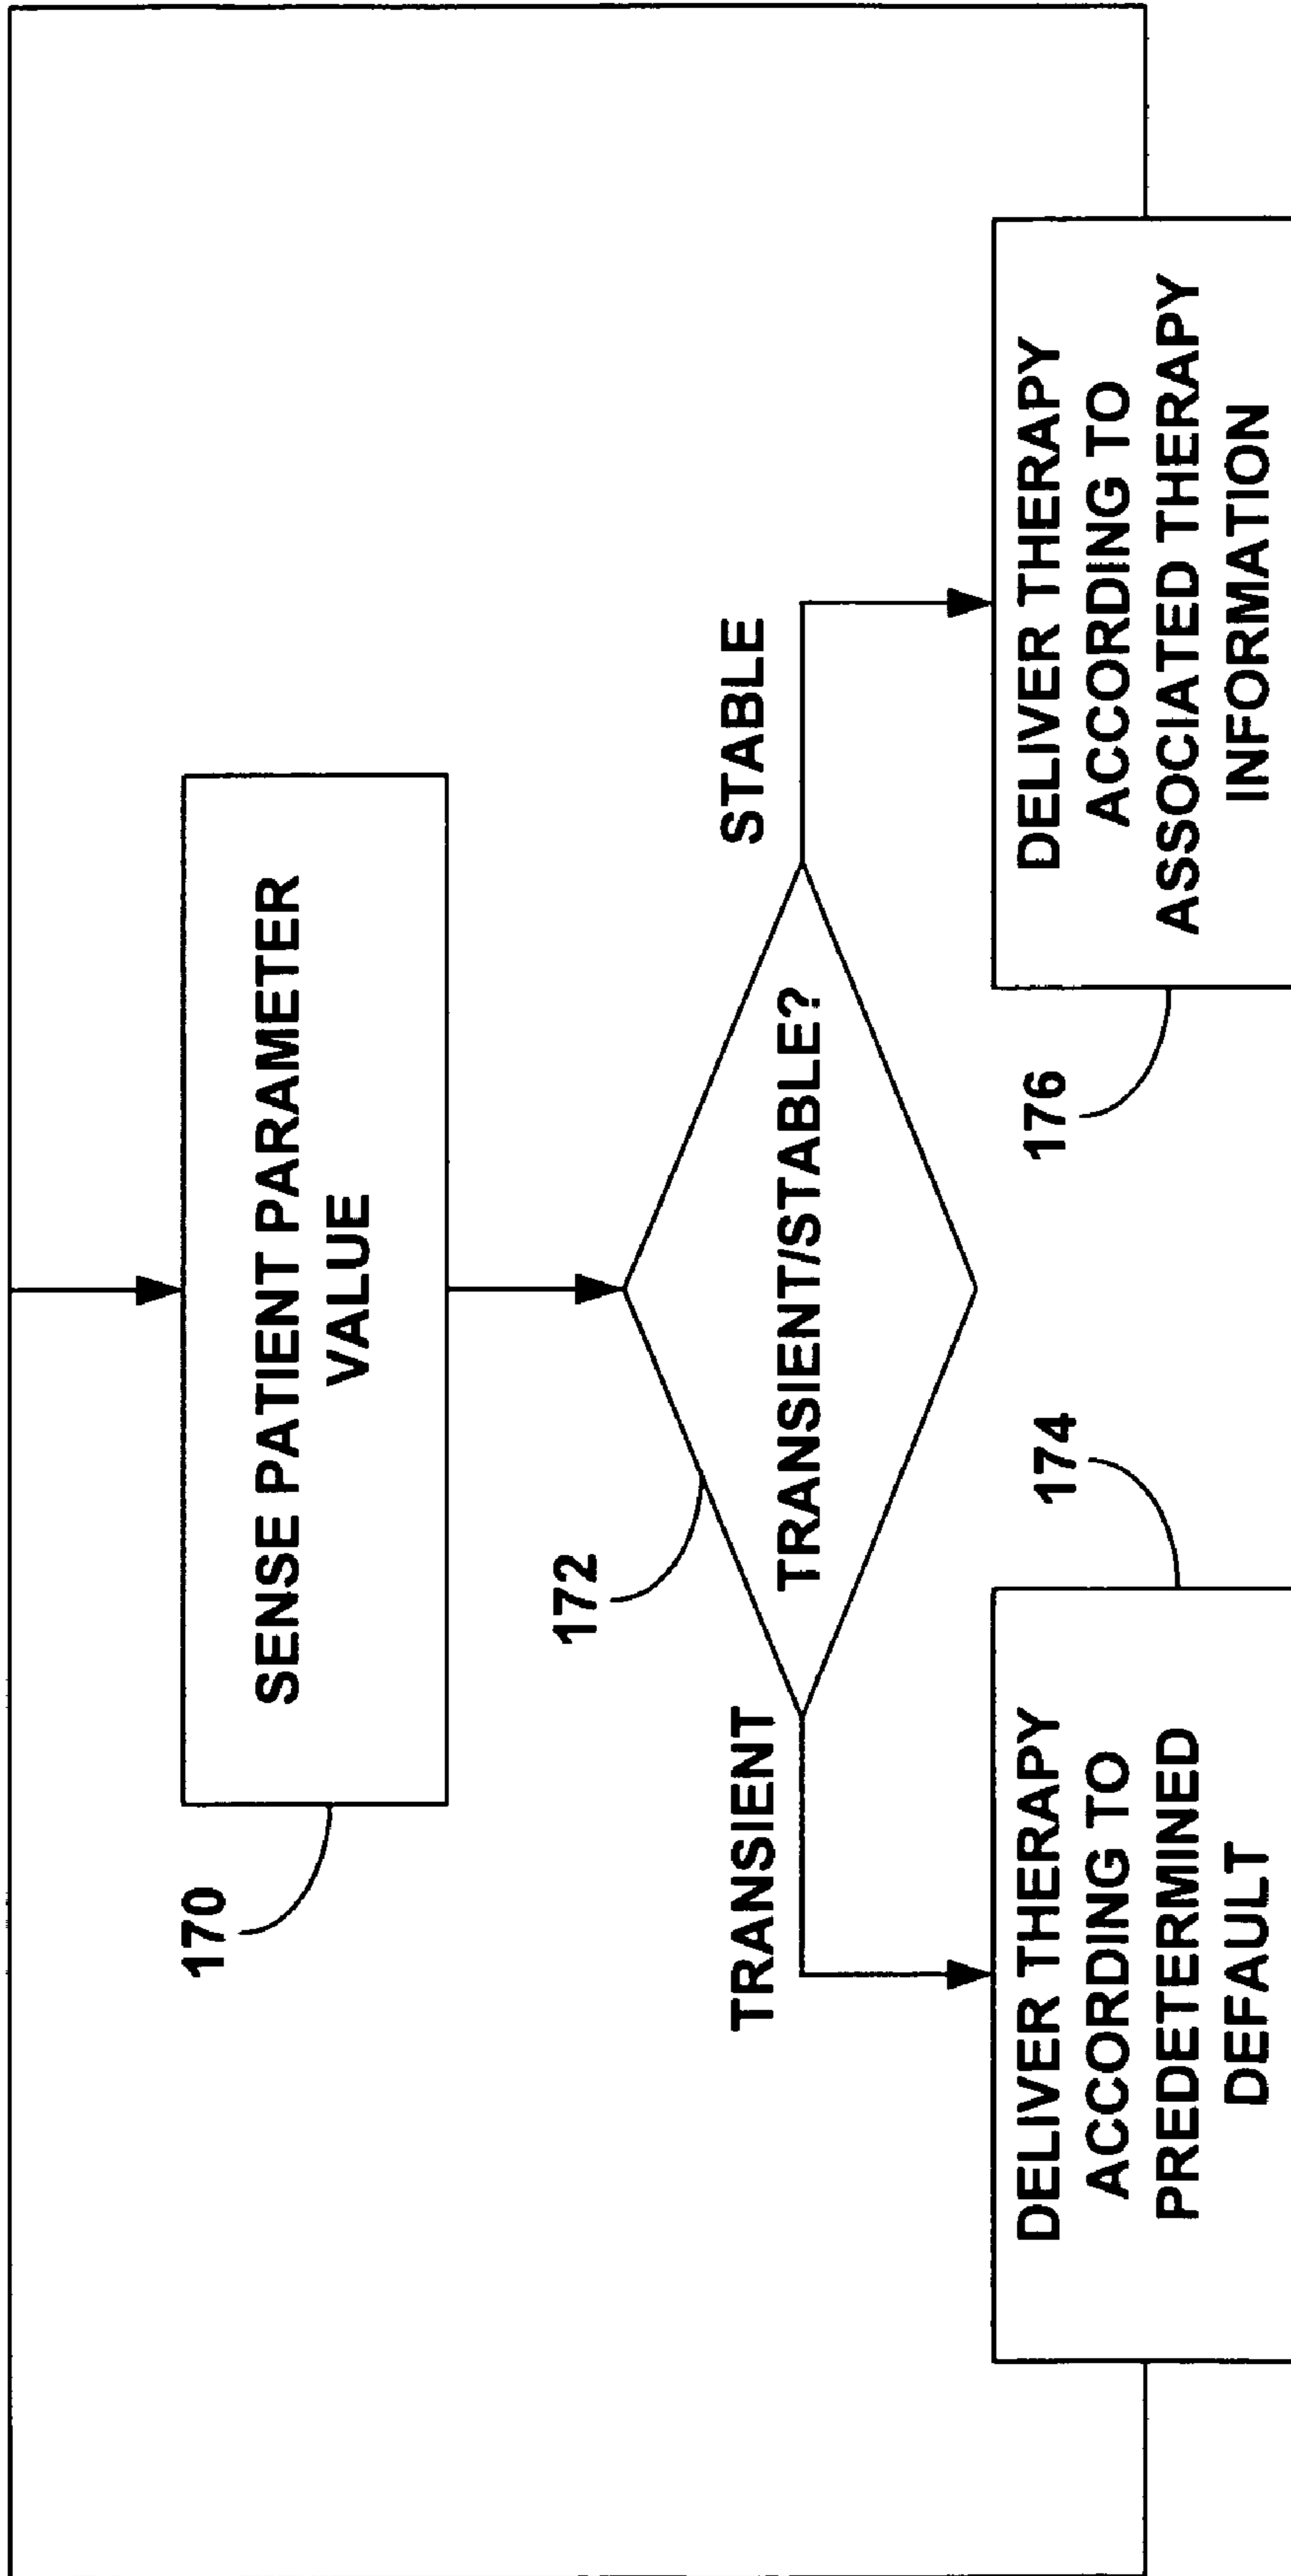 170
SENSE PATIENT PARAMETER
VALUE
172
TRANSIENT/STABLE?
TRANSIENT
STABLE
DELIVER THERAPY
ACCORDING TO
PREDETERMINED
DEFAULT
174
176
DELIVER THERAPY
ACCORDING TO
ASSOCIATED THERAPY
INFORMATION